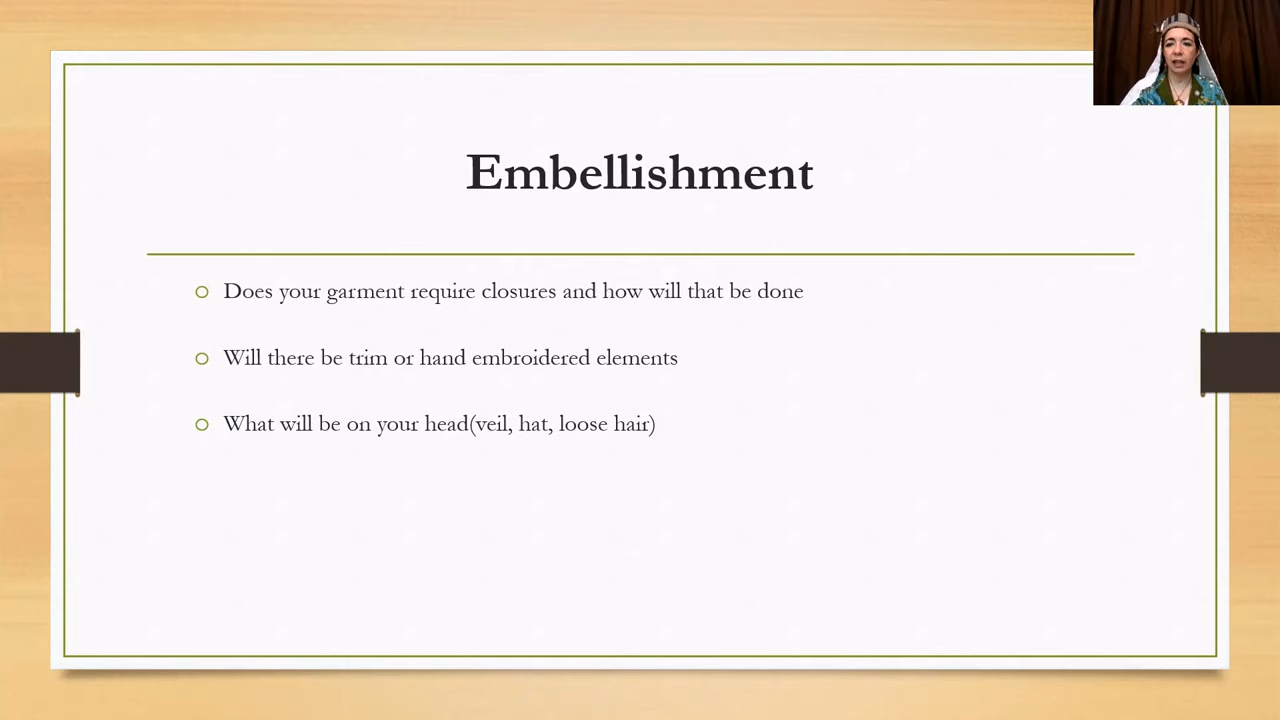 Embellishment
Does your garment require closures and how will that be done
Will there be trim or hand embroidered elements
What will be on your head(veil, hat, loose hair)